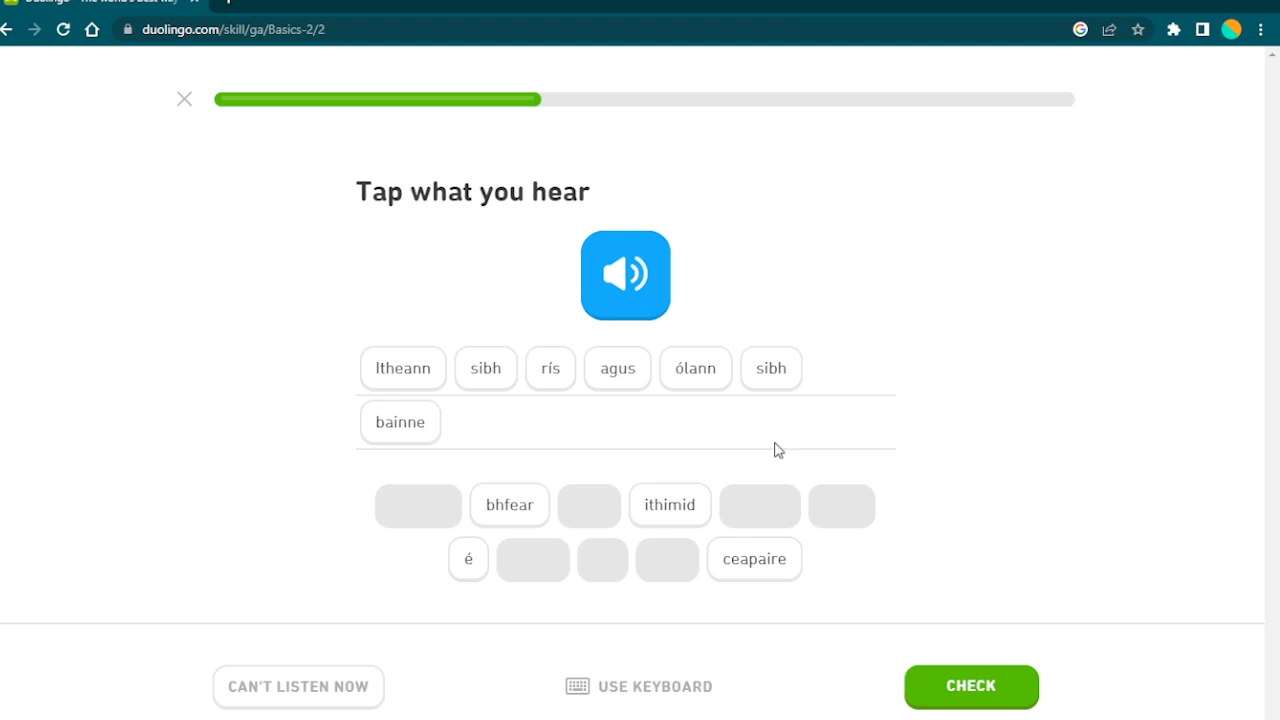 duolingo.com/skill/ga/Basics-2/2
Tap what you hear
Itheann sibh rís agus ólann sibh
bainne
bhfear ithimid
é ceapaire
CAN'T LISTEN NOW USE KEYBOARD CHECK